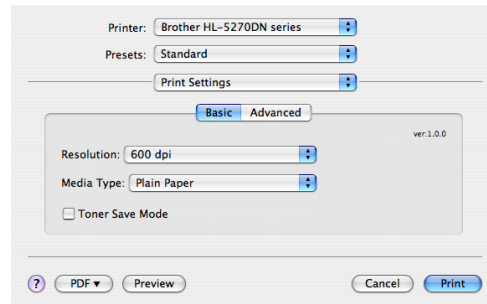 Printer: Brother HL-5270DN series
Presets: Standard
Print Settings
Basic Advanced
ver:1.0.0
Resolution: 600 dpi
Media Type: Plain Paper
Toner Save Mode
? PDF▼ Preview Cancel Print